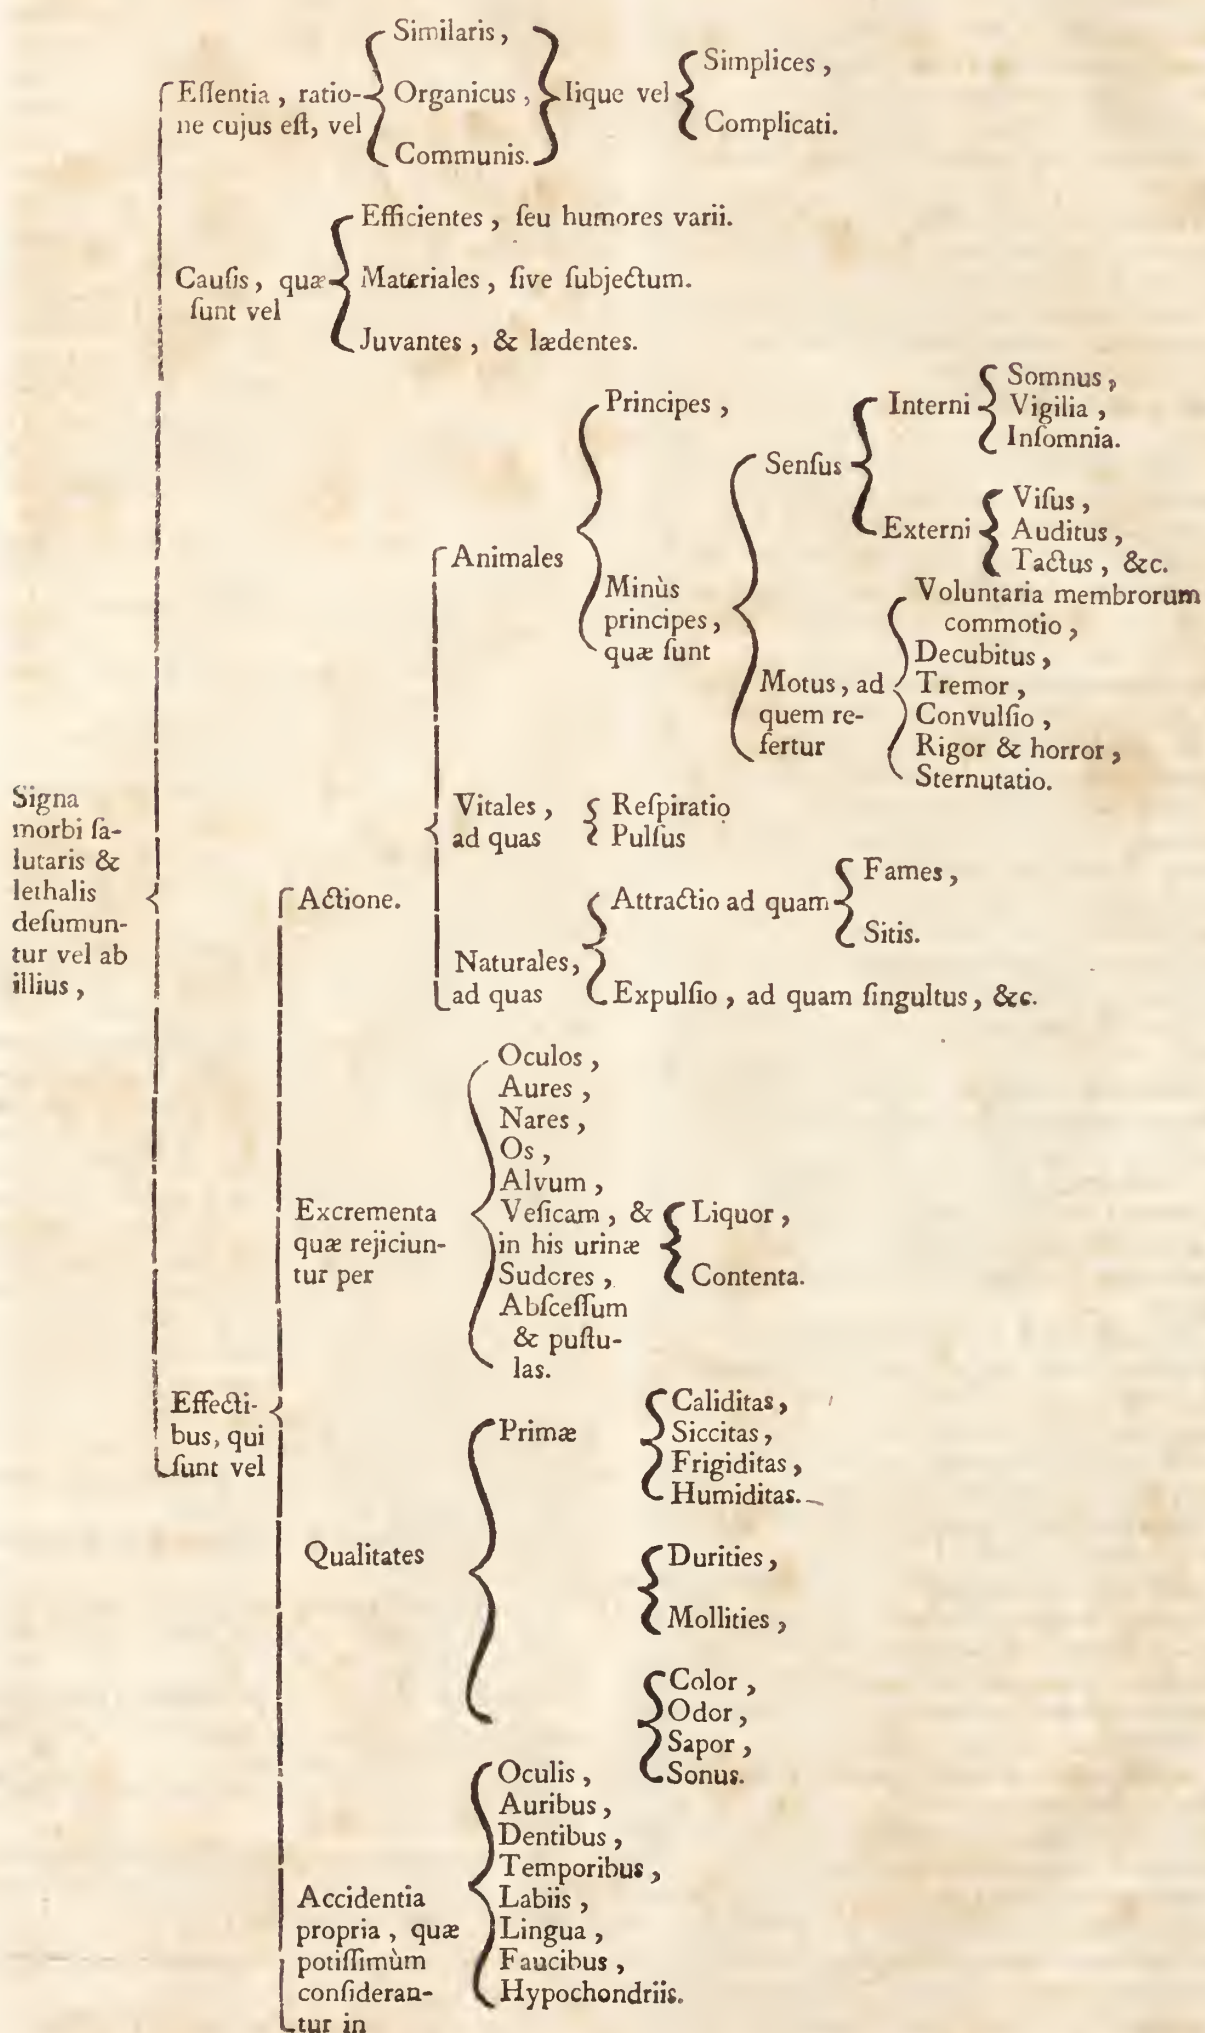 Signa
morbi ſa-
lutaris &
lethalis
deſumun-
tur vel ab
illius ,
Eſſentia , ratio-
ne cujus eſt, vel
Similaris ,
Organicus ,
Communis.
Iique vel
Simplices ,
Complicati.
Cauſis, quæ
ſunt vel
Efficientes , ſeu humores varii.
Materiales , ſive ſubjectum.
Juvantes , & lædentes.
Effecti-
bus, qui
ſunt vel
Actione.
Animales
Principes ,
Minùs
principes,
quæ ſunt
Senſus
Interni
Somnus ,
Vigilia ,
Inſomnia.
Externi
Viſus ,
Auditus ,
Tactus , &c.
Motus , ad
quem re-
fertur
Voluntaria membrorum
commotio ,
Decubitus ,
Tremor ,
Convulſio ,
Rigor & horror ,
Sternutatio.
Vitales ,
ad quas
Reſpiratio
Pulſus
Naturales,
ad quas
Attractio ad quam
Fames ,
Sitis.
Expulſio , ad quam ſingultus , &c.
Excrementa
quæ rejiciun-
tur per
Oculos ,
Aures ,
Nares ,
Os ,
Alvum ,
Veſicam , &
in his urinæ
Liquor ,
Contenta.
Sudores ,
Abſceſſum
& puſtu-
las.
Qualitates
Primæ
Caliditas ,
Siccitas ,
Frigiditas ,
Humiditas.
Durities ,
Mollities ,
Color ,
Odor ,
Sapor ,
Sonus.
Accidentia
propria , quæ
potiſſimùm
conſideran-
tur in
Oculis ,
Auribus ,
Dentibus ,
Temporibus ,
Labiis ,
Lingua ,
Faucibus ,
Hypochondriis.